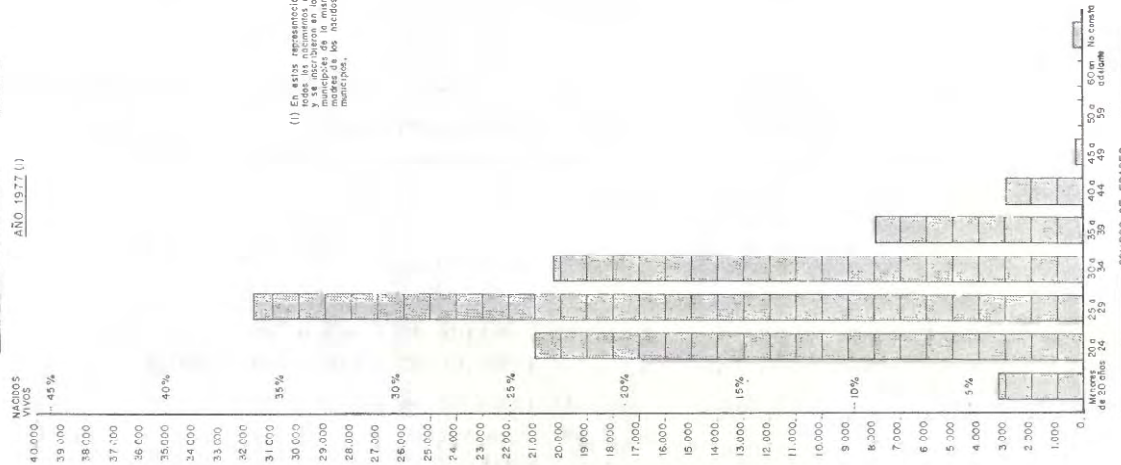 AÑO 1977 (1)
NACIDOS
VIVOS
40.000
39.000
38.000
37.000
36.000
35.000
34.000
33.000
32.000
31.000
30.000
29.000
28.000
27.000
26.000
25.000
24.000
23.000
22.000
21.000
20.000
19.000
18.000
17.000
16.000
15.000
14.000
13.000
12.000
11.000
10.000
9.000
8.000
7.000
6.000
5.000
4.000
3.000
2.000
1.000
0
45%
40%
35%
30%
25%
20%
15%
10%
5%
Menores
de 20 años
20 a
24
25 a
29
30 a
34
35 a
39
40 a
44
45 a
49
50 a
59
60 en
adelante
No consta
(1) En estas
todos los nacimientos
y se inscribieron en
municipales de la
madres de los nacidos
municipios.